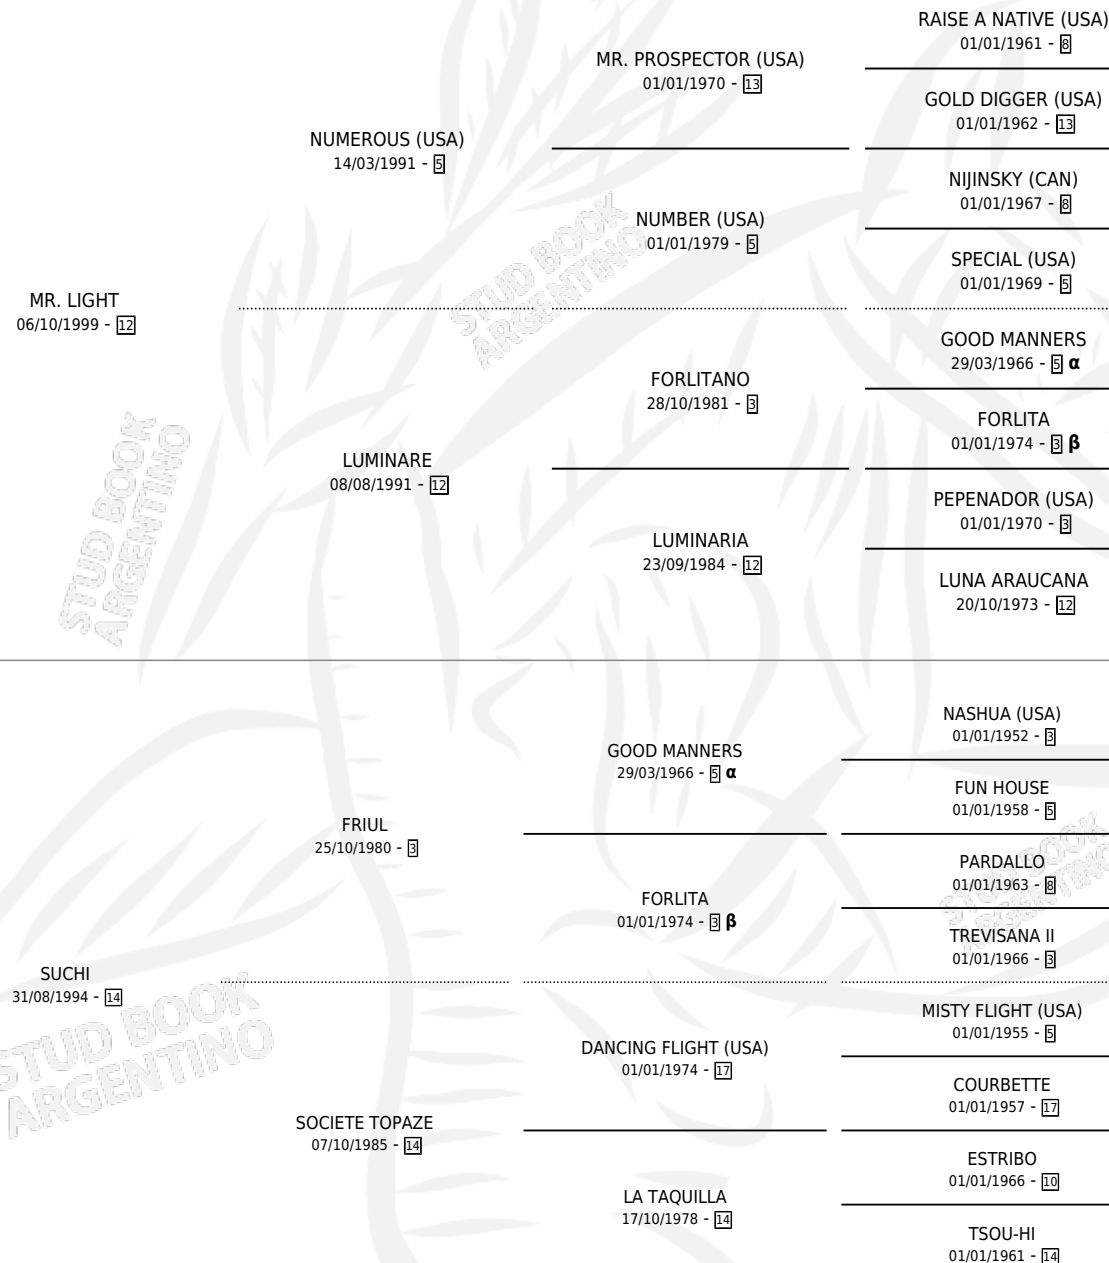 RAISE A NATIVE (USA)
01/01/1961 - 8
MR. PROSPECTOR (USA)
01/01/1970 - 13
GOLD DIGGER (USA)
01/01/1962 - 13
NUMEROUS (USA)
14/03/1991 - 5
NIJINSKY (CAN)
01/01/1967 - 8
NUMBER (USA)
01/01/1979 - 5
SPECIAL (USA)
01/01/1969 - 5
MR. LIGHT
06/10/1999 - 12
GOOD MANNERS
29/03/1966 - 5 α
FORLITANO
28/10/1981 - 3
FORLITA
01/01/1974 - 3 β
LUMINARE
08/08/1991 - 12
PEPENADOR (USA)
01/01/1970 - 3
LUMINARIA
23/09/1984 - 12
LUNA ARAUCANA
20/10/1973 - 12
NASHUA (USA)
01/01/1952 - 3
GOOD MANNERS
29/03/1966 - 5 α
FUN HOUSE
01/01/1958 - 5
FRIUL
25/10/1980 - 3
PARDALLO
01/01/1963 - 8
FORLITA
01/01/1974 - 3 β
TREVISANA II
01/01/1966 - 3
SUCHI
31/08/1994 - 14
MISTY FLIGHT (USA)
01/01/1955 - 5
DANCING FLIGHT (USA)
01/01/1974 - 17
COURBETTE
01/01/1957 - 17
SOCIETE TOPAZE
07/10/1985 - 14
ESTRIBO
01/01/1966 - 10
LA TAQUILLA
17/10/1978 - 14
TSOU-HI
01/01/1961 - 14
STUD BOOK
ARGENTINO
STUD BOOK
ARGENTINO
STUD BOOK
ARGENTINO
STUD BOOK
ARGENTINO